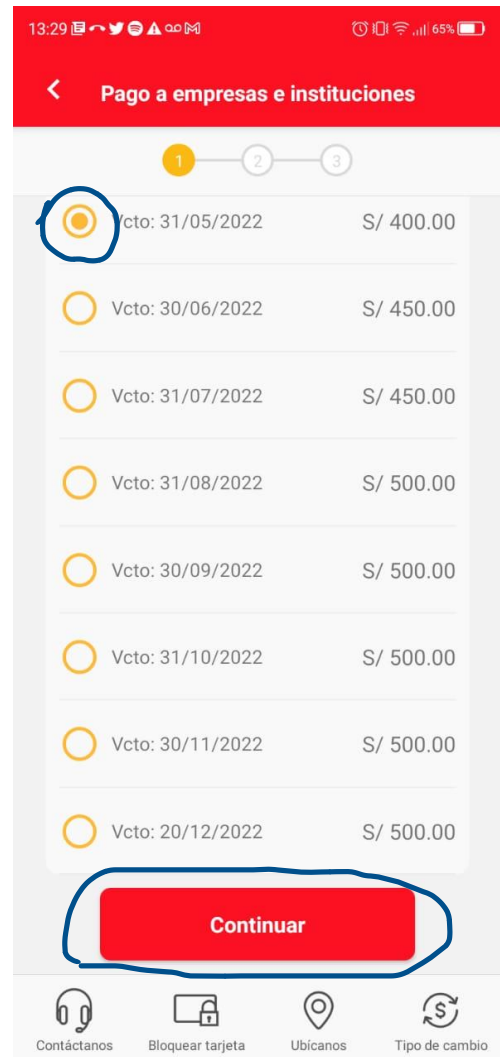 13:29 65%
Pago a empresas e instituciones
1 2 3
Vcto: 31/05/2022 S/ 400.00
Vcto: 30/06/2022 S/ 450.00
Vcto: 31/07/2022 S/ 450.00
Vcto: 31/08/2022 S/ 500.00
Vcto: 30/09/2022 S/ 500.00
Vcto: 31/10/2022 S/ 500.00
Vcto: 30/11/2022 S/ 500.00
Vcto: 20/12/2022 S/ 500.00
Continuar
Contáctanos Bloquear tarjeta Ubícanos Tipo de cambio